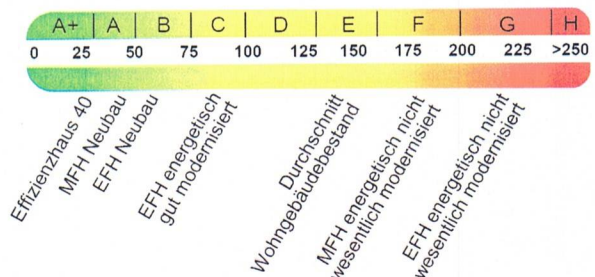 A+ A B C D E F G H
0 25 50 75 100 125 150 175 200 225 >250
Effizienzhaus 40
MFH Neubau
EFH Neubau
EFH energetisch
gut modernisiert
Durchschnitt
Wohngebäudebestand
MFH energetisch nicht
wesentlich modernisiert
EFH energetisch nicht
wesentlich modernisiert